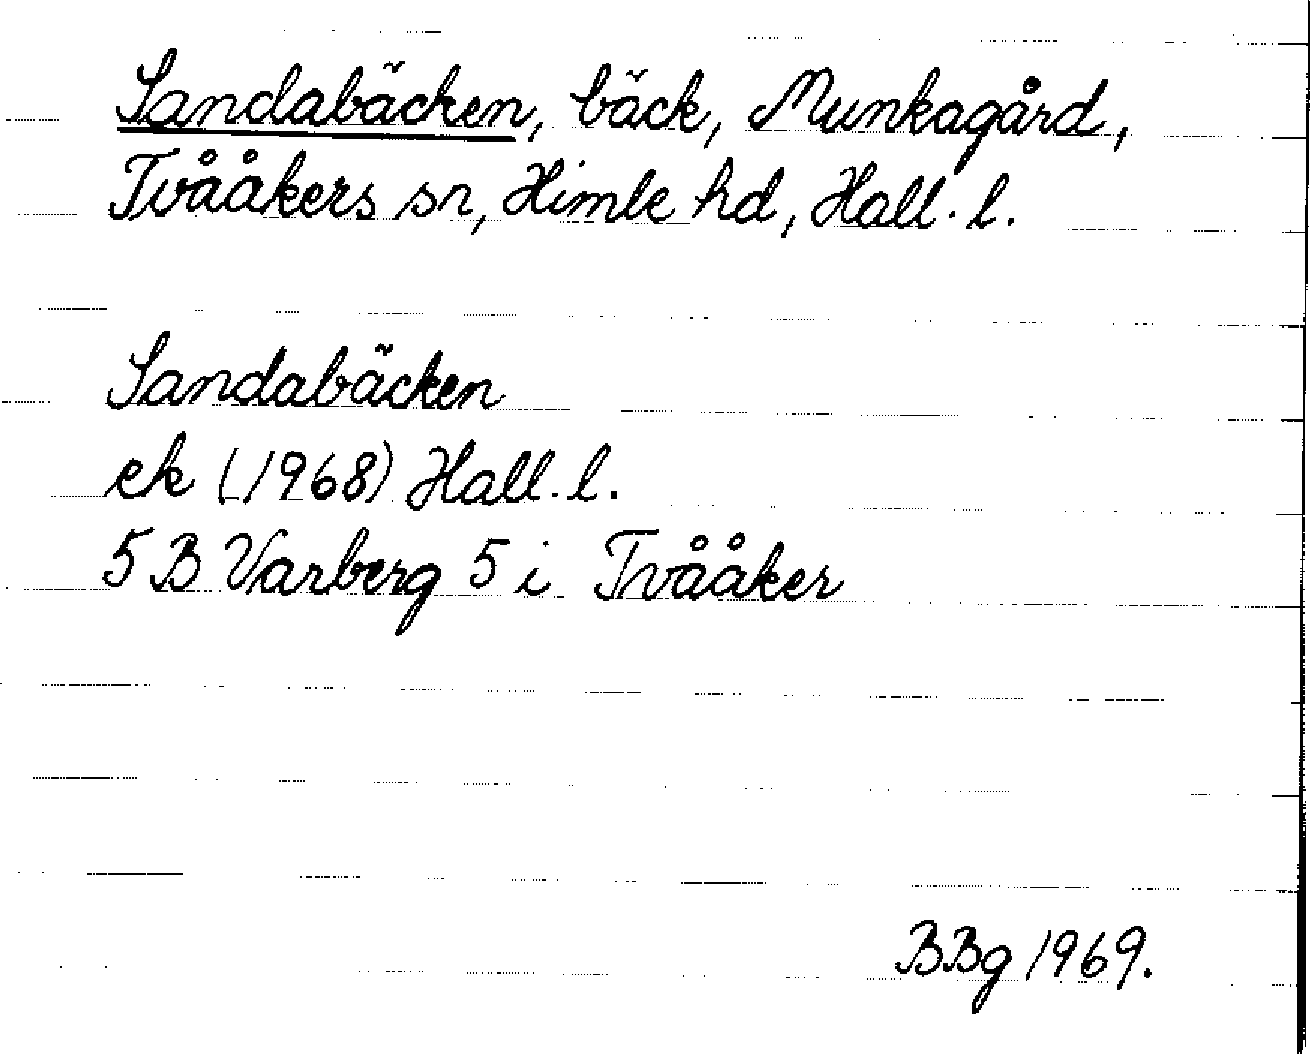 Sandabäcken, bäck, Munkagård,
Tvååkers sn, Himle hd, Hall. l.
Sandabäcken
ek (1968) Hall. l.
5 B Varberg 5 i Tvååker
BBg 1969.